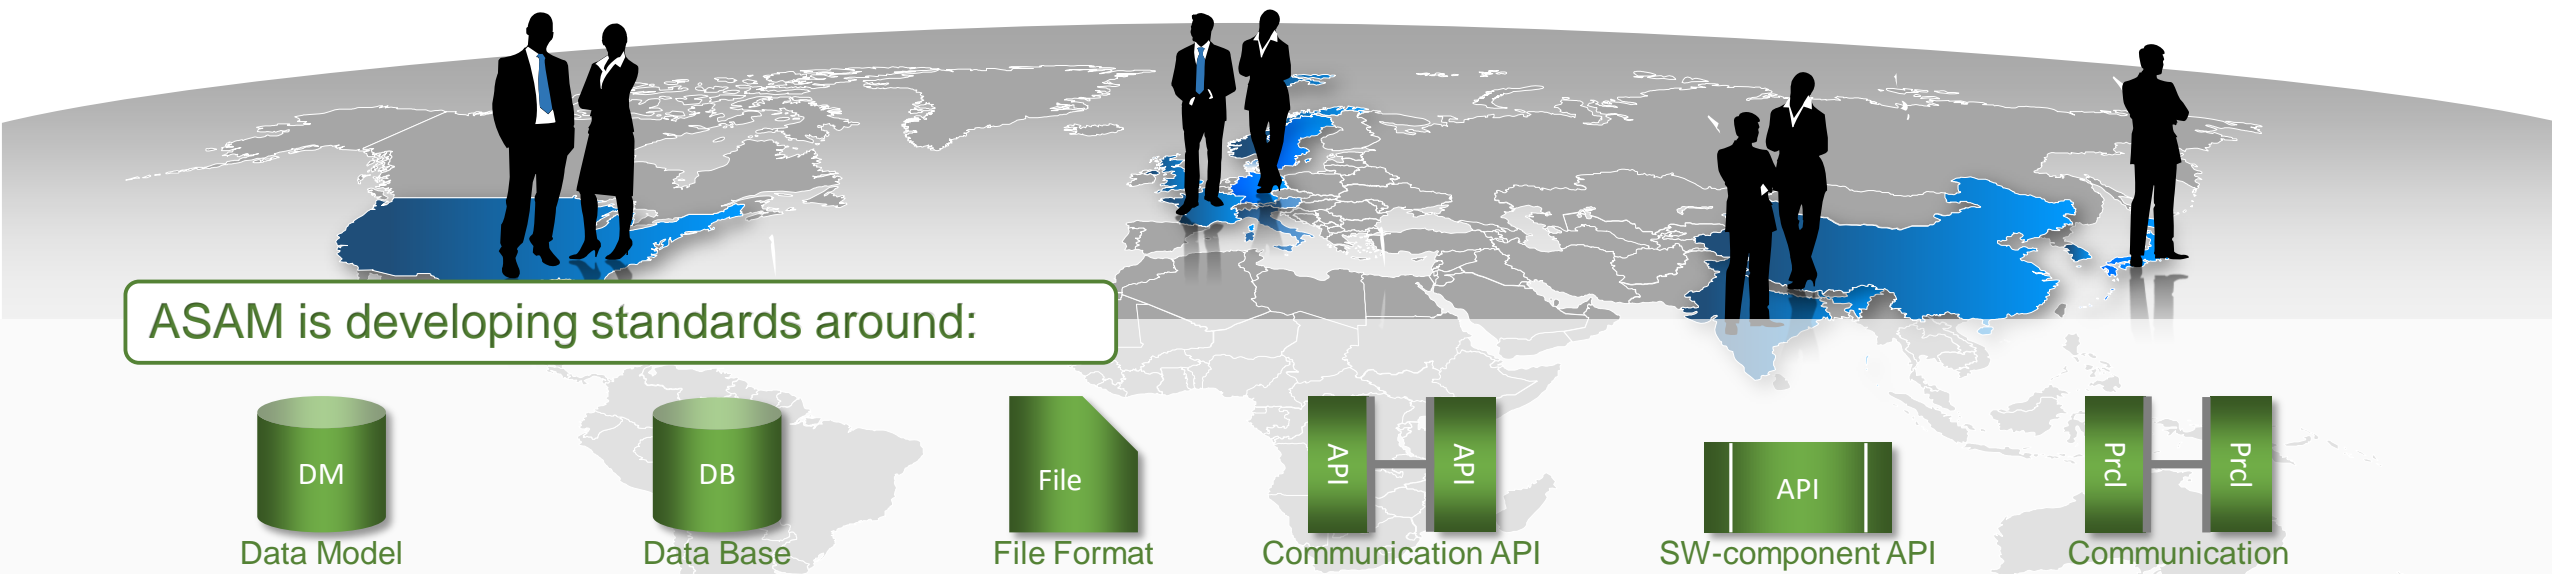 ASAM is developing standards around:
DM
DB
File
API
API
API
Prcl
Prcl
Data Model
Data Base
File Format
Communication API
SW-component API
Communication